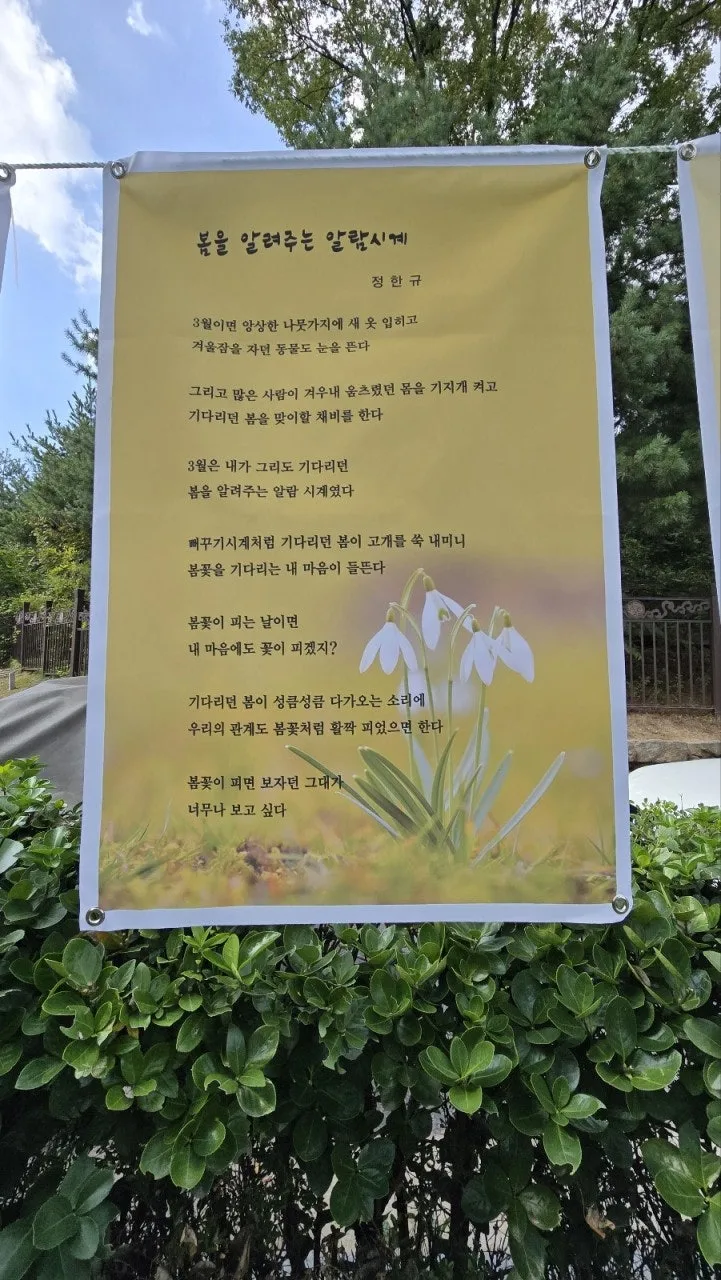 봄을 알려주는 알람시계
정한규
3월이면 앙상한 나뭇가지에 새 옷 입히고
겨울잠을 자던 동물도 눈을 뜬다
그리고 많은 사람이 겨우내 움츠렸던 몸을 기지개 켜고
기다리던 봄을 맞이할 채비를 한다
3월은 내가 그리도 기다리던
봄을 알려주는 알람 시계였다
뻐꾸기시계처럼 기다리던 봄이 고개를 쑥 내미니
봄꽃을 기다리는 내 마음이 들뜬다
봄꽃이 피는 날이면
내 마음에도 꽃이 피겠지?
기다리던 봄이 성큼성큼 다가오는 소리에
우리의 관계도 봄꽃처럼 활짝 피었으면 한다
봄꽃이 피면 보자던 그대가
너무나 보고 싶다